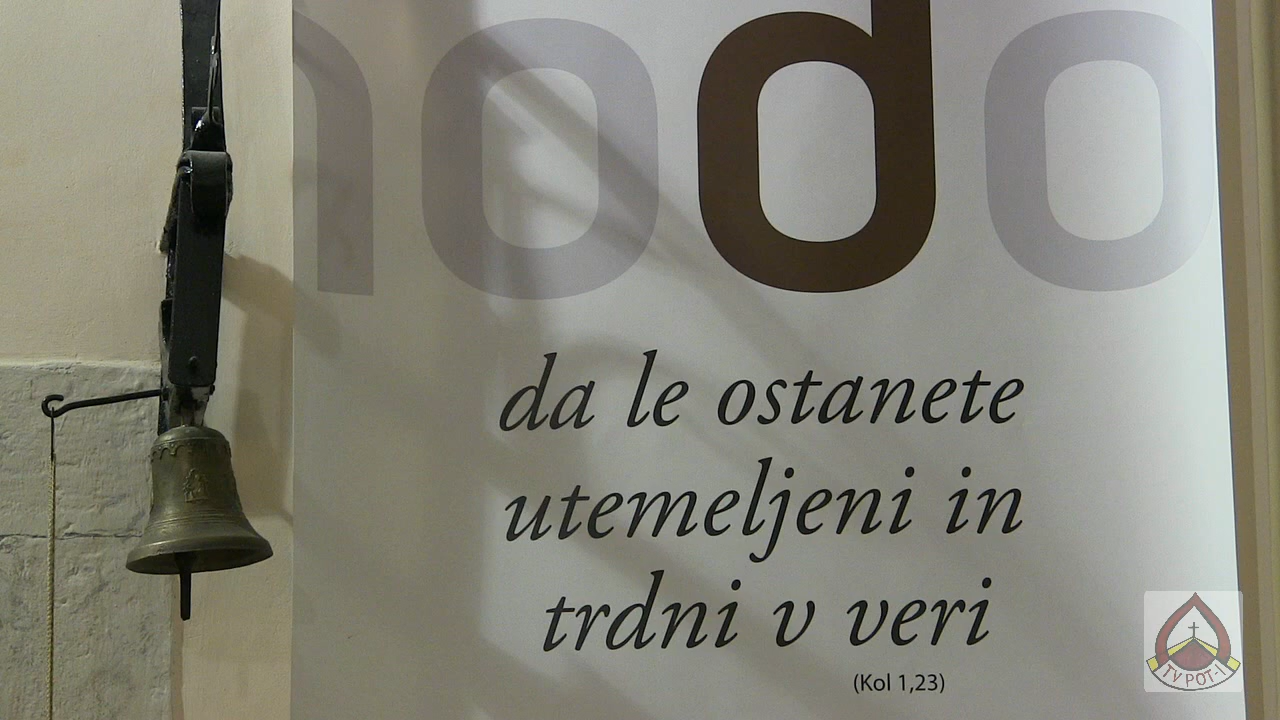 nodo
da le ostanete
utemeljeni in
trdni v veri
(Kol 1,23)
TV POT-1